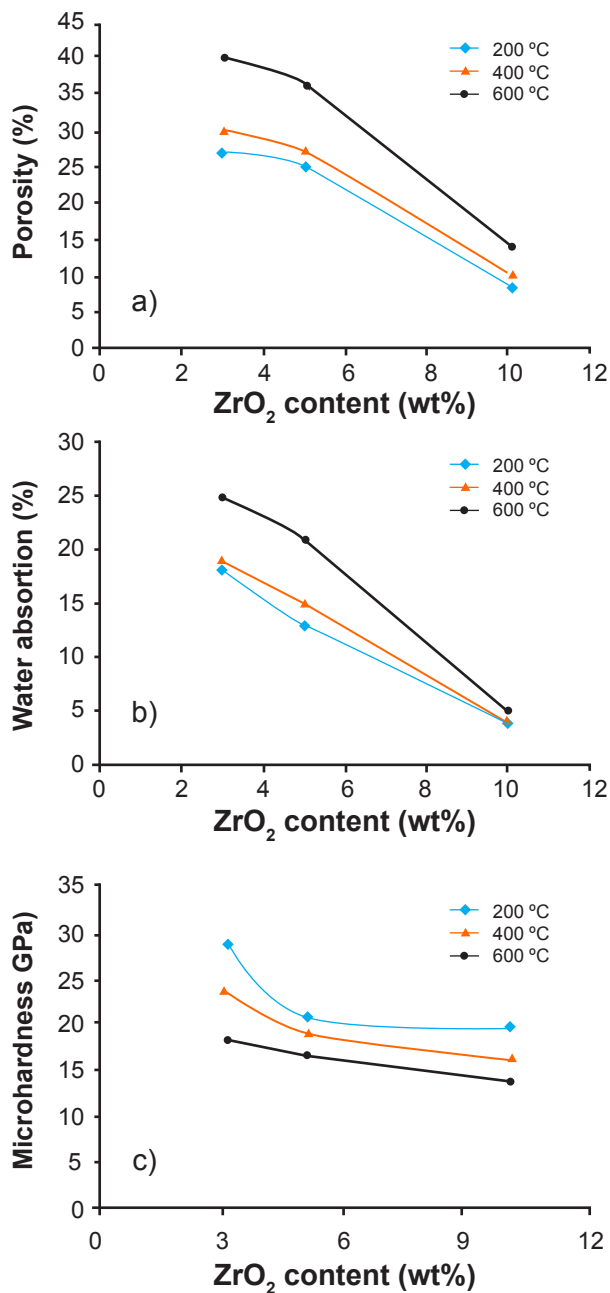 45
40
35
30
25
20
15
10
5
0
Porosity (%)
200 ºC
400 ºC
600 ºC
a)
0 2 4 6 8 10 12
ZrO2 content (wt%)
30
25
20
15
10
5
0
Water absortion (%)
200 ºC
400 ºC
600 ºC
b)
0 2 4 6 8 10 12
ZrO2 content (wt%)
35
30
25
20
15
10
5
0
Microhardness GPa)
200 ºC
400 ºC
600 ºC
c)
0 3 6 9 12
ZrO2 content (wt%)